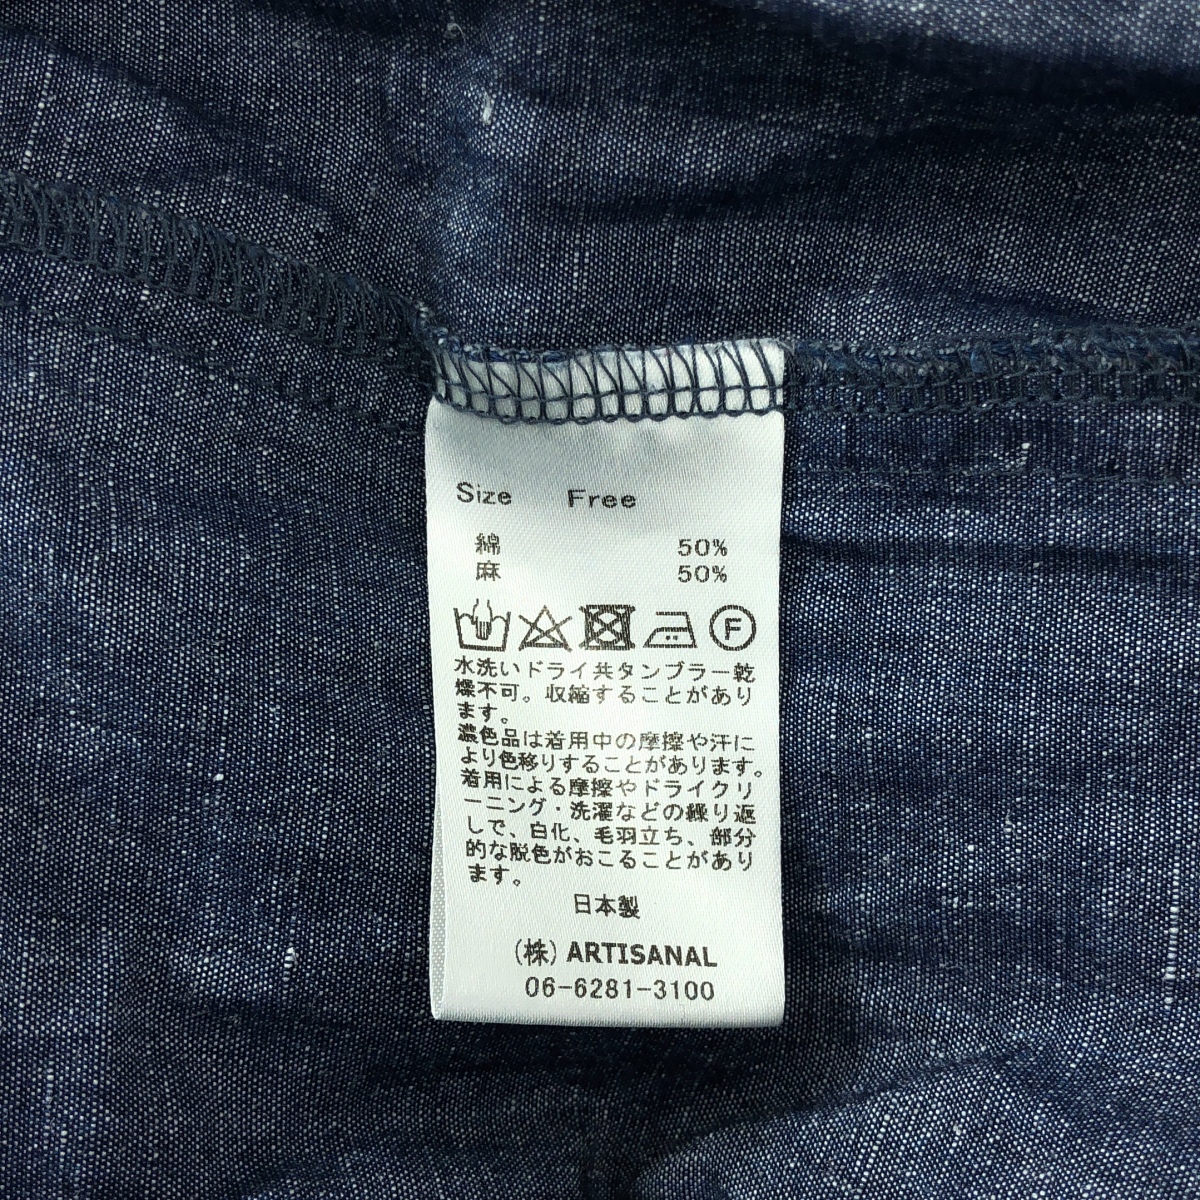 Size Free
綿 50%
麻 50%
F
水洗いドライ共タンブラー乾
燥不可。収縮することがあり
ます。
濃色品は着用中の摩擦や汗に
より色移りすることがあります。
着用による摩擦やドライクリ
ーニング・洗濯などの繰り返
しで、白化、毛羽立ち、部分
的な脱色がおこることがあり
ます。
日本製
(株) ARTISANAL
06-6281-3100